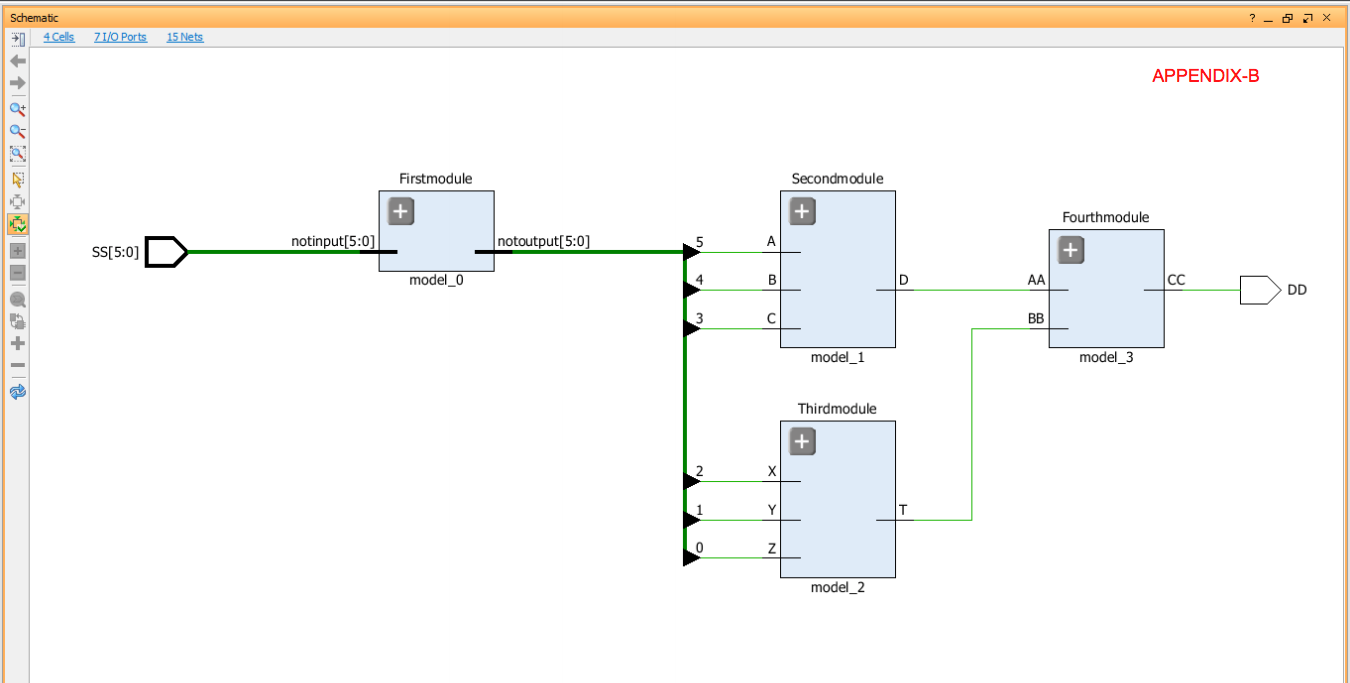 Schematic
?
4 Cells 7 I/O Ports 15 Nets
APPENDIX-B
Firstmodule
Secondmodule
Fourthmodule
SS[5:0]
notinput[5:0]
notoutput[5:0]
model_0
5 A
4 B
3 C
D
model_1
AA
BB
CC
DD
model_3
Thirdmodule
2 X
1 Y
0 Z
T
model_2